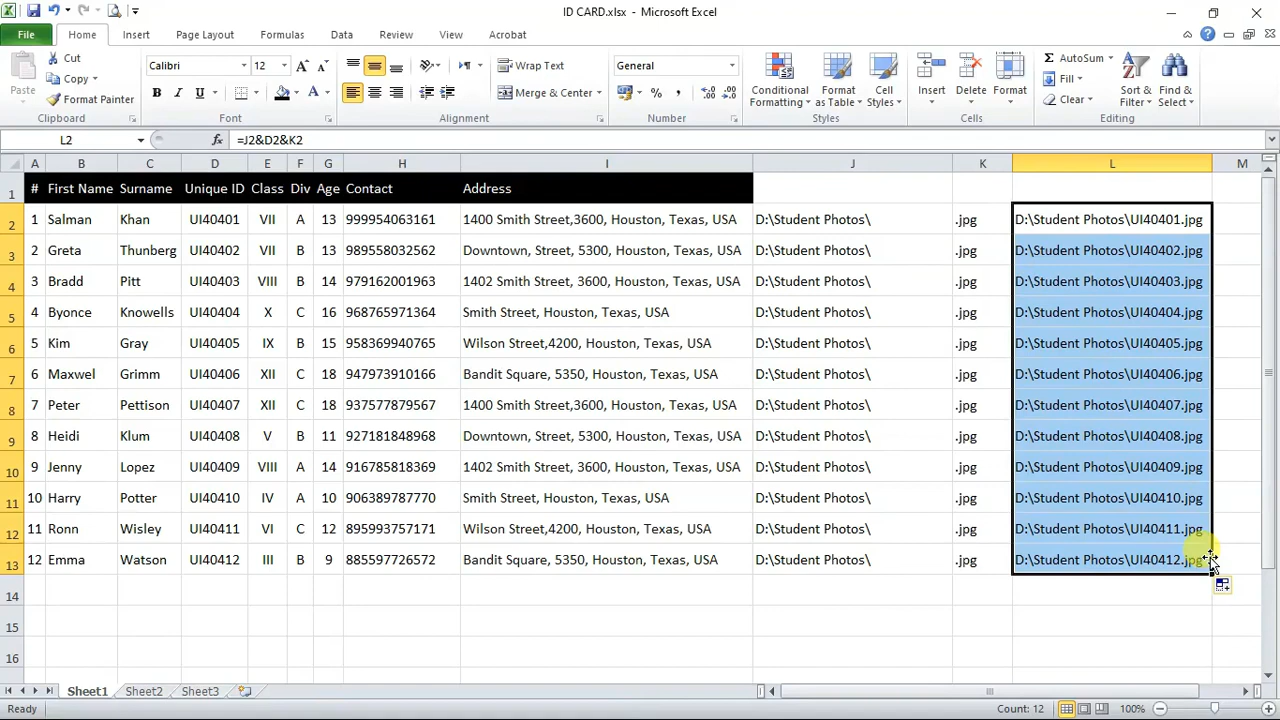 ID CARD.xlsx - Microsoft Excel
File Home Insert Page Layout Formulas Data Review View Acrobat
Paste
Cut
Copy
Format Painter
Clipboard
Calibri 12
B I U
Font
Wrap Text
Merge & Center
Alignment
General
%
Number
Conditional Formatting
Format as Table
Cell Styles
Styles
Insert Delete Format
Cells
AutoSum
Fill
Clear
Sort & Filter
Find & Select
Editing
L2 fx =J2&D2&K2
A B C D E F G H I J K L M
1 # First Name Surname Unique ID Class Div Age Contact Address
2 1 Salman Khan UI40401 VII A 13 999954063161 1400 Smith Street,3600, Houston, Texas, USA D:\Student Photos\ .jpg D:\Student Photos\UI40401.jpg
3 2 Greta Thunberg UI40402 VII B 13 989558032562 Downtown, Street, 5300, Houston, Texas, USA D:\Student Photos\ .jpg D:\Student Photos\UI40402.jpg
4 3 Bradd Pitt UI40403 VIII B 14 979162001963 1402 Smith Street, 3600, Houston, Texas, USA D:\Student Photos\ .jpg D:\Student Photos\UI40403.jpg
5 4 Byonce Knowells UI40404 X C 16 968765971364 Smith Street, Houston, Texas, USA D:\Student Photos\ .jpg D:\Student Photos\UI40404.jpg
6 5 Kim Gray UI40405 IX B 15 958369940765 Wilson Street,4200, Houston, Texas, USA D:\Student Photos\ .jpg D:\Student Photos\UI40405.jpg
7 6 Maxwel Grimm UI40406 XII C 18 947973910166 Bandit Square, 5350, Houston, Texas, USA D:\Student Photos\ .jpg D:\Student Photos\UI40406.jpg
8 7 Peter Pettison UI40407 XII C 18 937577879567 1400 Smith Street,3600, Houston, Texas, USA D:\Student Photos\ .jpg D:\Student Photos\UI40407.jpg
9 8 Heidi Klum UI40408 V B 11 927181848968 Downtown, Street, 5300, Houston, Texas, USA D:\Student Photos\ .jpg D:\Student Photos\UI40408.jpg
10 9 Jenny Lopez UI40409 VIII A 14 916785818369 1402 Smith Street, 3600, Houston, Texas, USA D:\Student Photos\ .jpg D:\Student Photos\UI40409.jpg
11 10 Harry Potter UI40410 IV A 10 906389787770 Smith Street, Houston, Texas, USA D:\Student Photos\ .jpg D:\Student Photos\UI40410.jpg
12 11 Ronn Wisley UI40411 VI C 12 895993757171 Wilson Street,4200, Houston, Texas, USA D:\Student Photos\ .jpg D:\Student Photos\UI40411.jpg
13 12 Emma Watson UI40412 III B 9 885597726572 Bandit Square, 5350, Houston, Texas, USA D:\Student Photos\ .jpg D:\Student Photos\UI40412.jpg
14
15
16
Sheet1 Sheet2 Sheet3
Ready Count: 12 100%